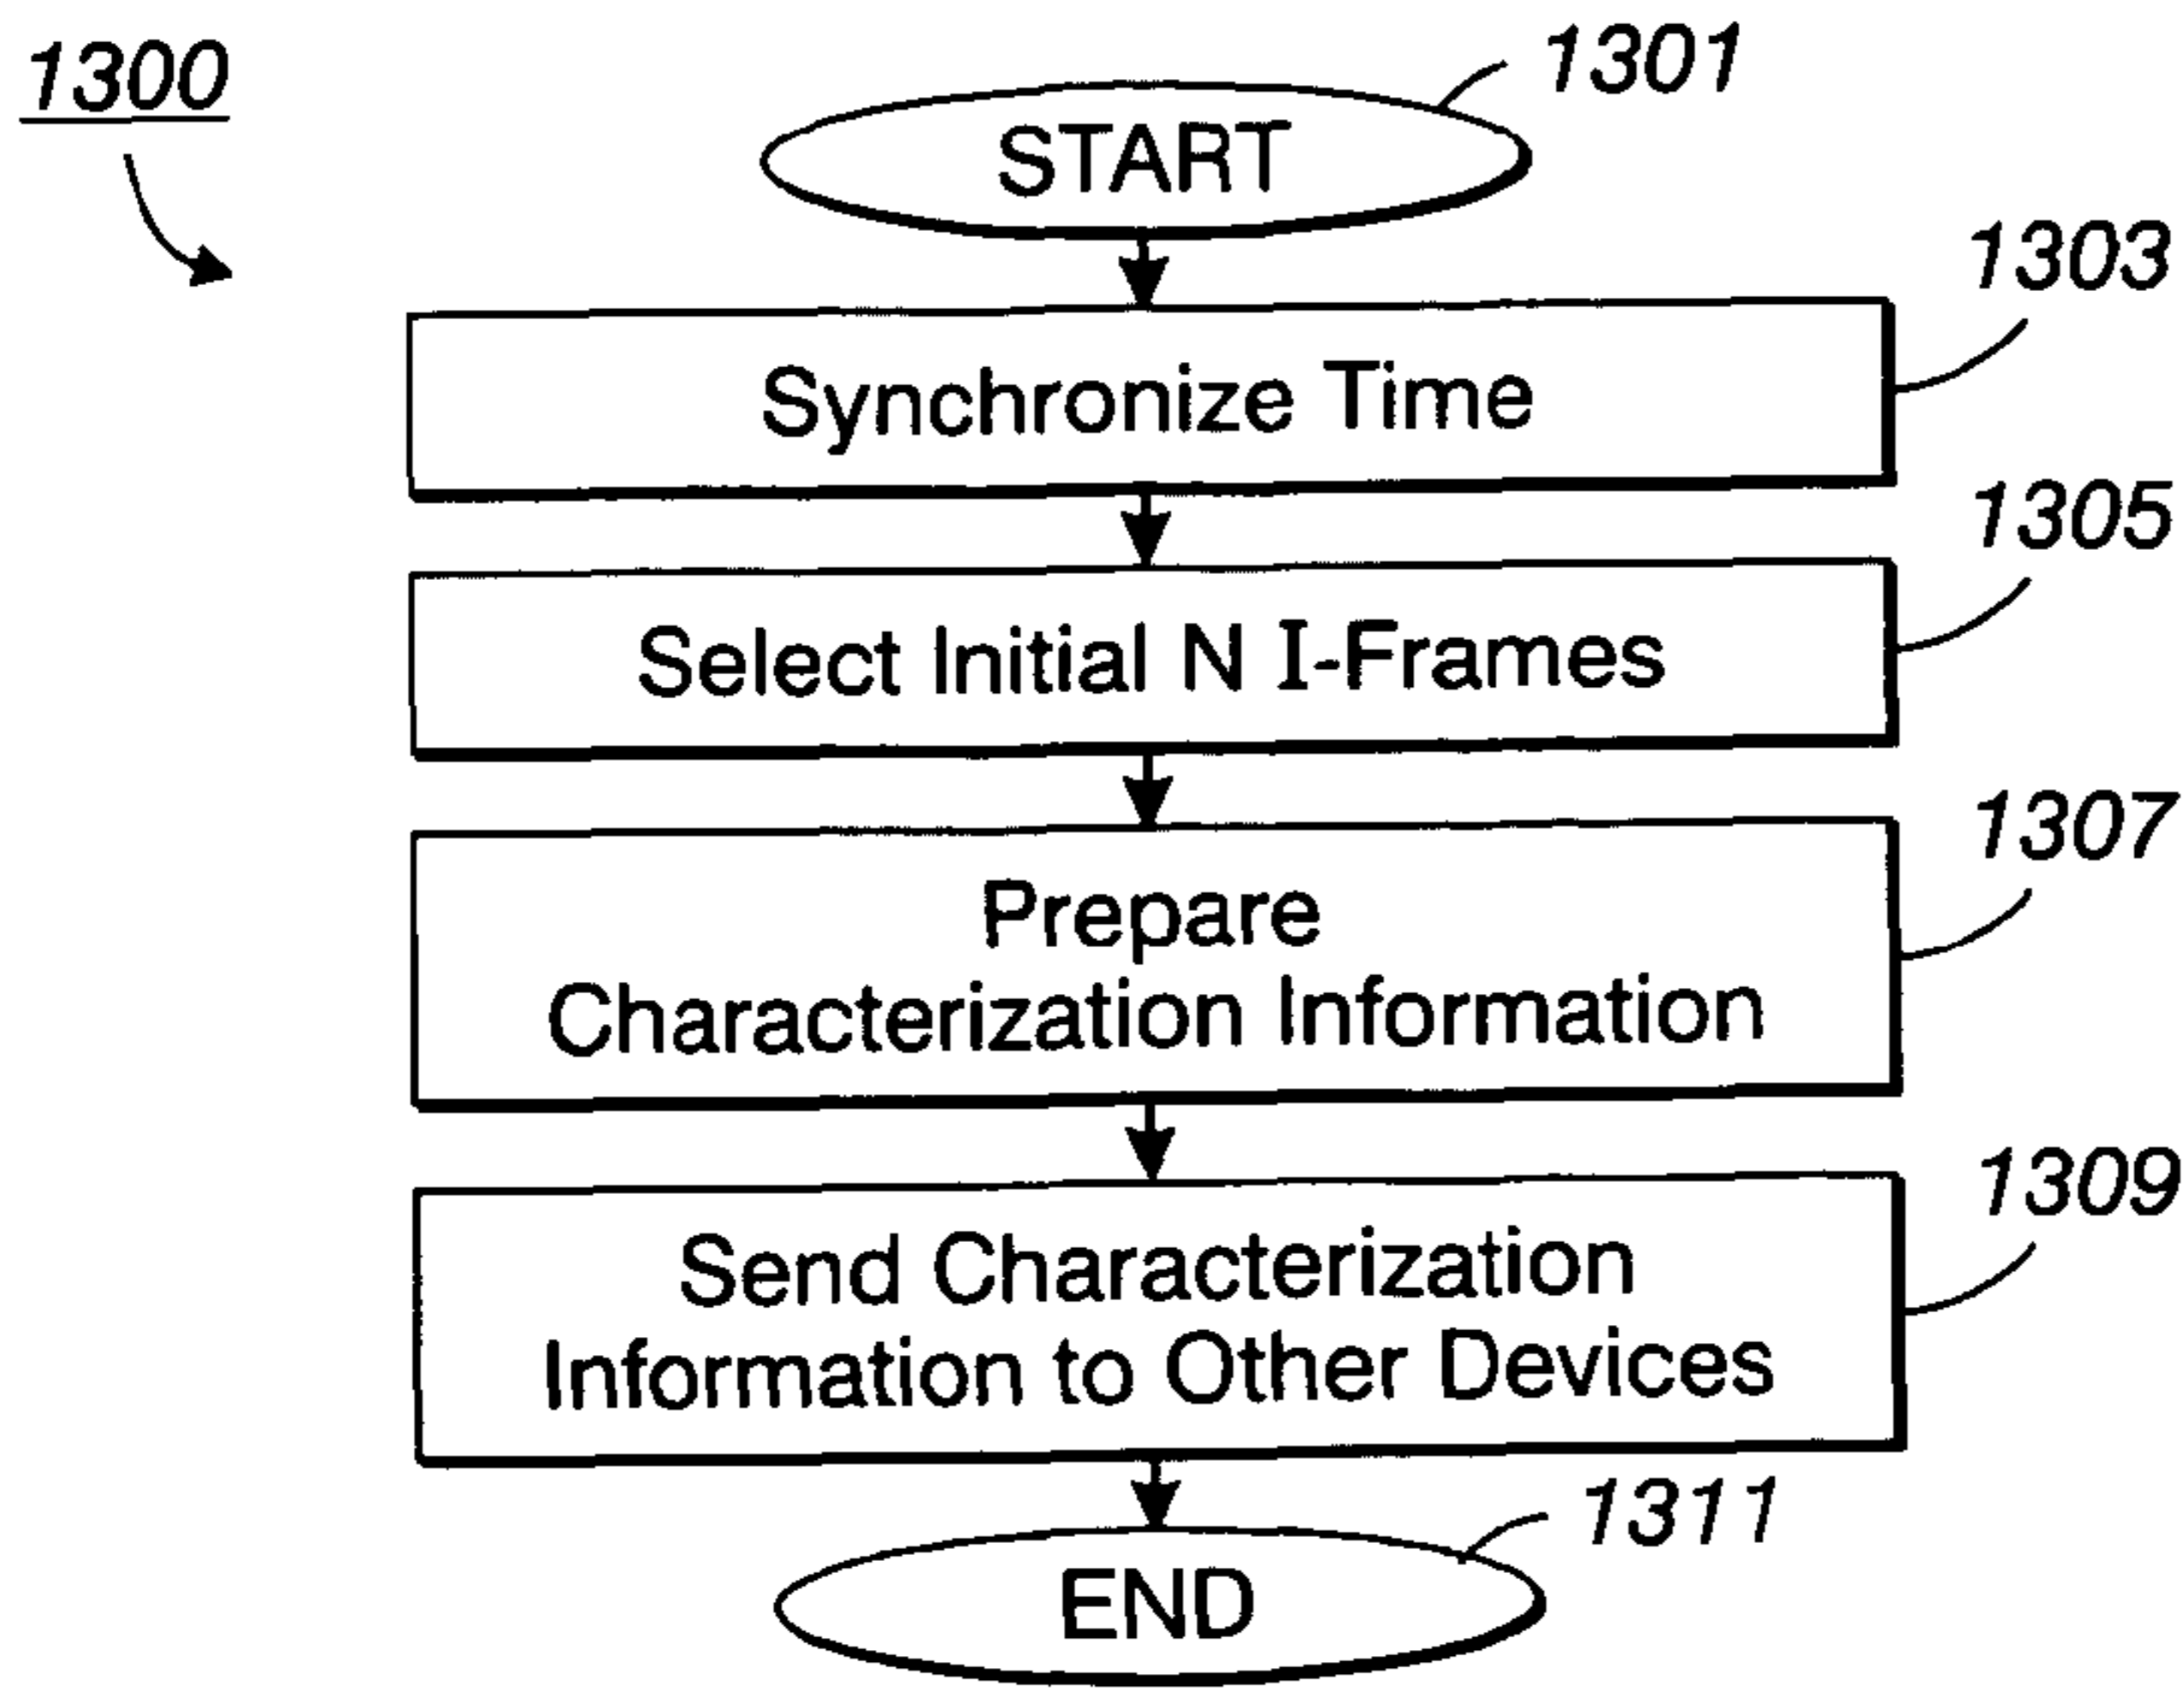 1300
1301
START
1303
Synchronize Time
1305
Select Initial N I-Frames
1307
Prepare
Characterization Information
1309
Send Characterization
Information to Other Devices
1311
END